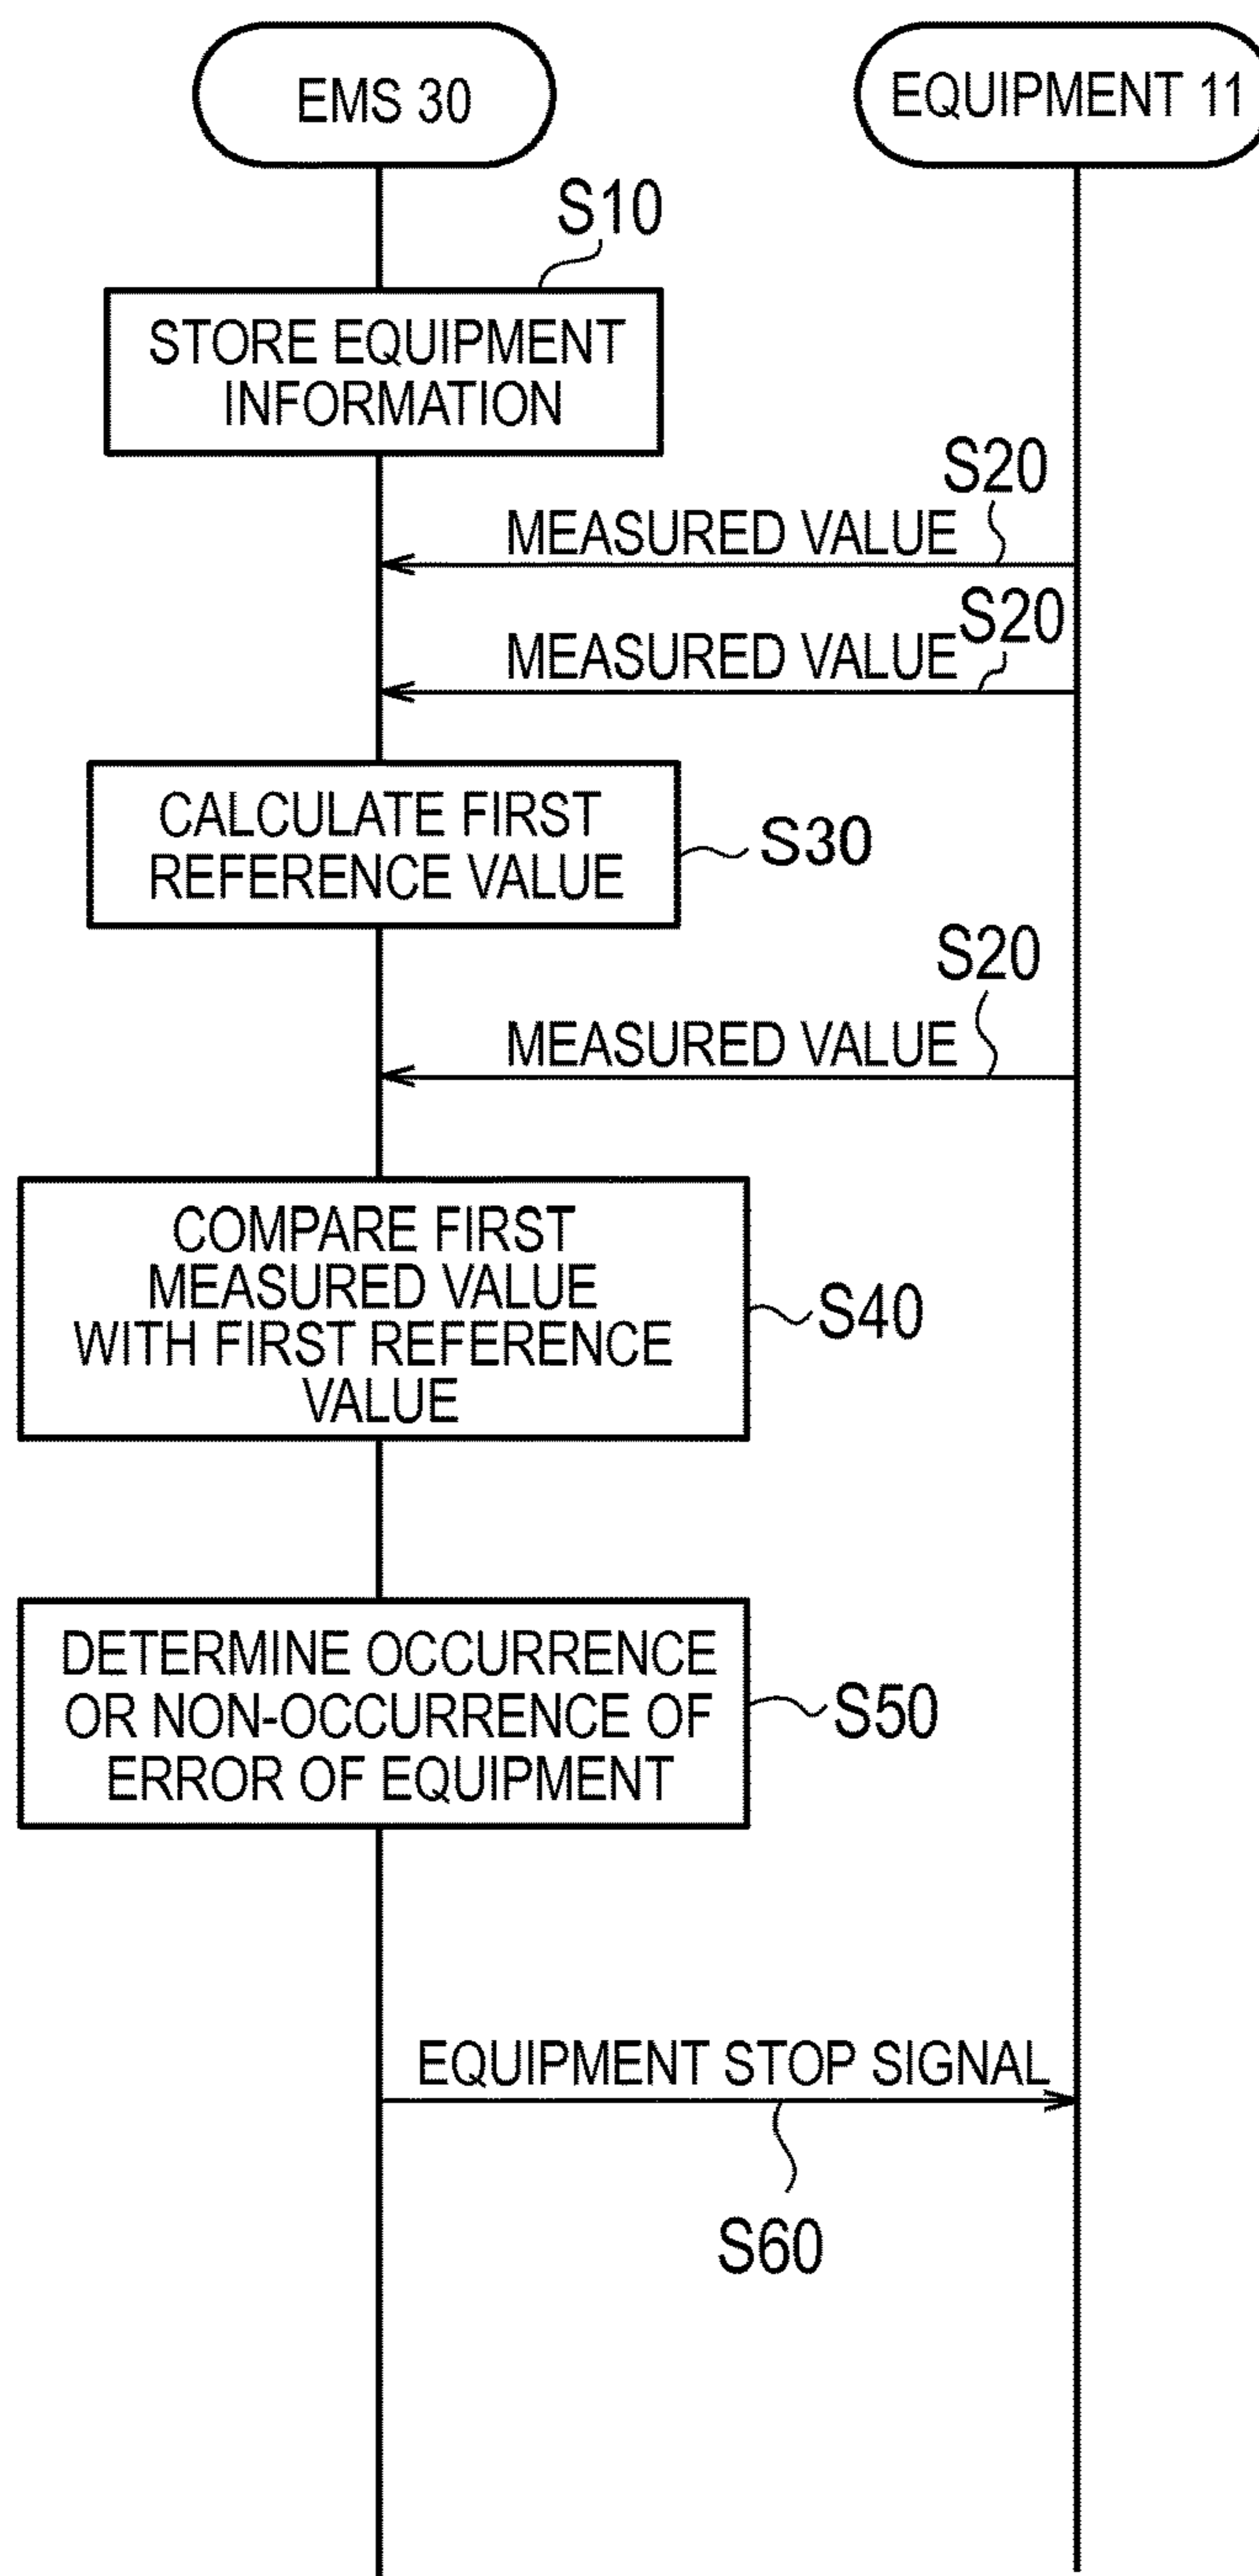 EMS 30
EQUIPMENT 11
S10
STORE EQUIPMENT
INFORMATION
S20
MEASURED VALUE
S20
MEASURED VALUE
CALCULATE FIRST
REFERENCE VALUE
S30
S20
MEASURED VALUE
COMPARE FIRST
MEASURED VALUE
WITH FIRST REFERENCE
VALUE
S40
DETERMINE OCCURRENCE
OR NON-OCCURRENCE OF
ERROR OF EQUIPMENT
S50
EQUIPMENT STOP SIGNAL
S60